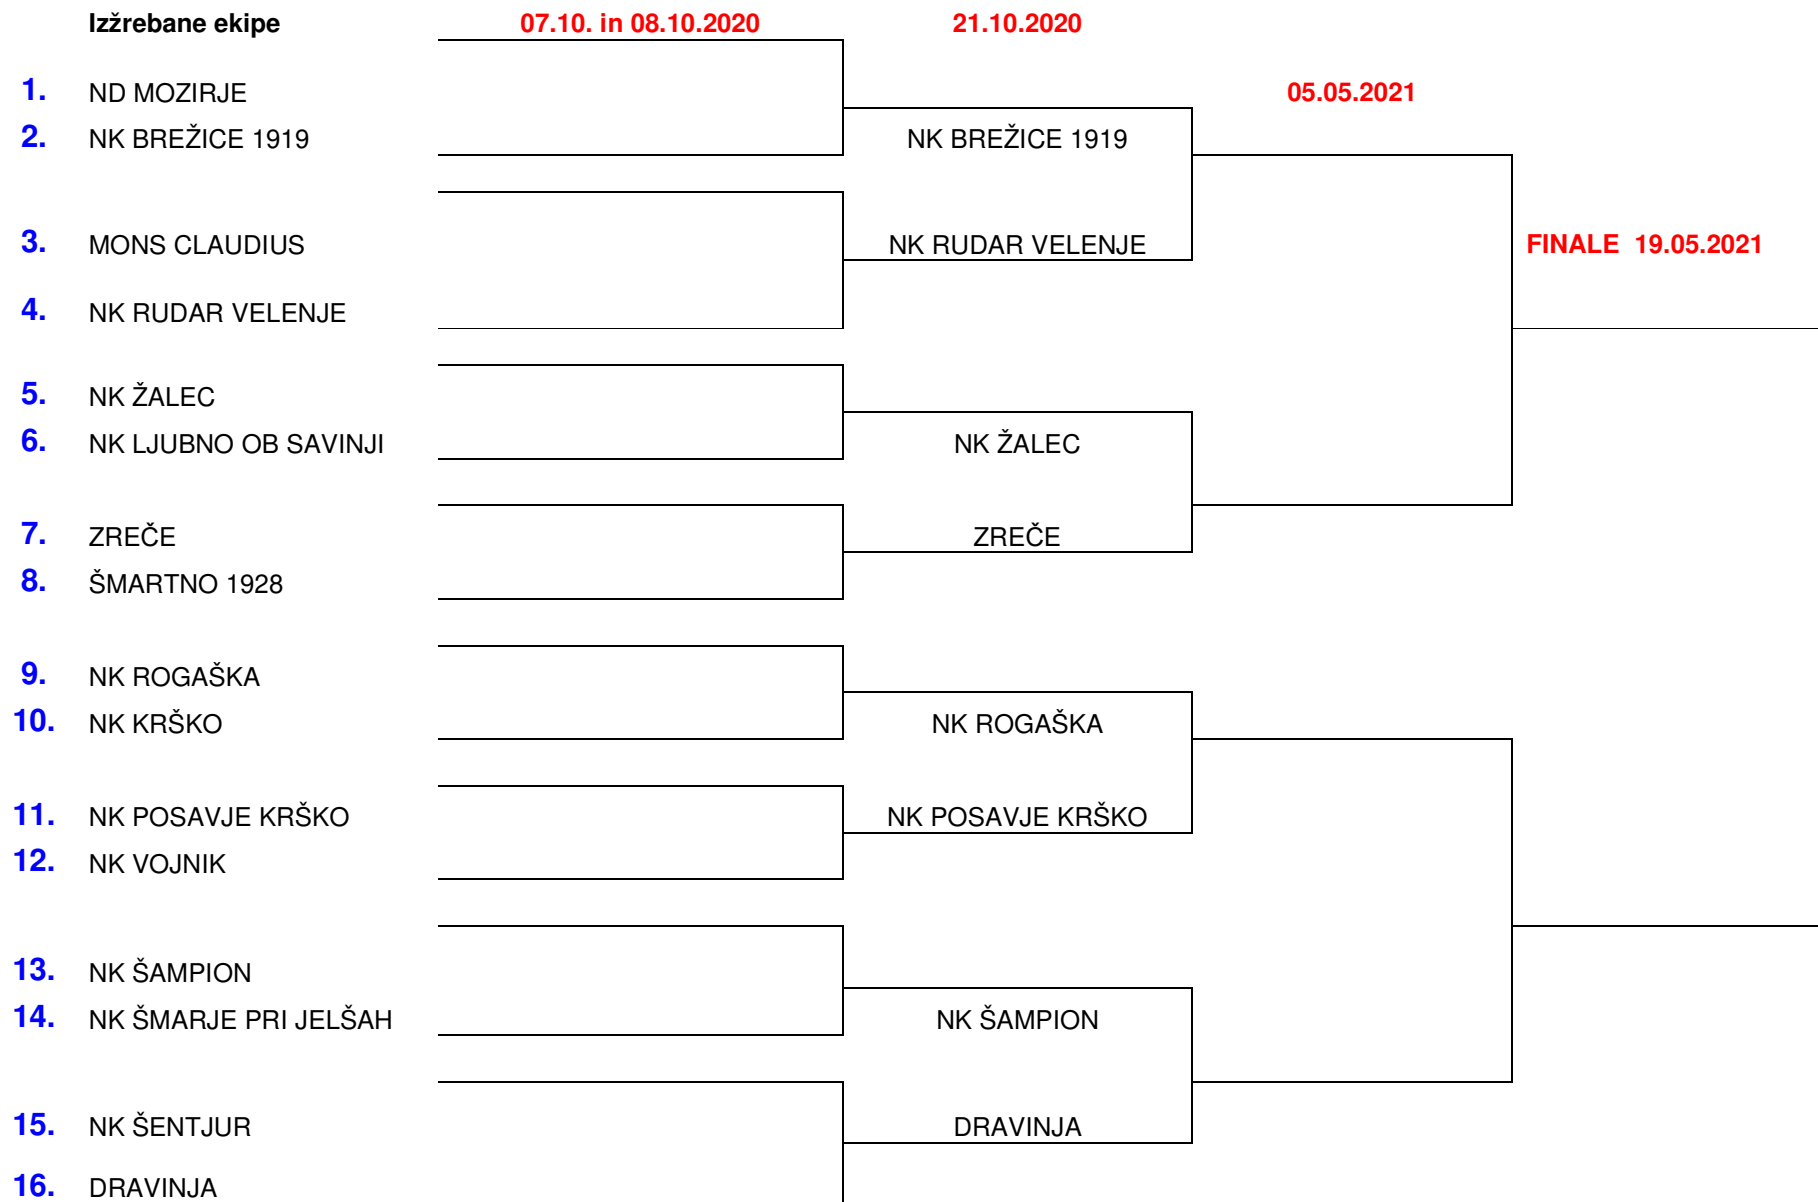 Izžrebane ekipe 07.10. in 08.10.2020 21.10.2020
1. ND MOZIRJE 05.05.2021
2. NK BREŽICE 1919 NK BREŽICE 1919
3. MONS CLAUDIUS NK RUDAR VELENJE FINALE 19.05.2021
4. NK RUDAR VELENJE
5. NK ŽALEC
6. NK LJUBNO OB SAVINJI NK ŽALEC
7. ZREČE ZREČE
8. ŠMARTNO 1928
9. NK ROGAŠKA
10. NK KRŠKO NK ROGAŠKA
11. NK POSAVJE KRŠKO NK POSAVJE KRŠKO
12. NK VOJNIK
13. NK ŠAMPION
14. NK ŠMARJE PRI JELŠAH NK ŠAMPION
15. NK ŠENTJUR DRAVINJA
16. DRAVINJA